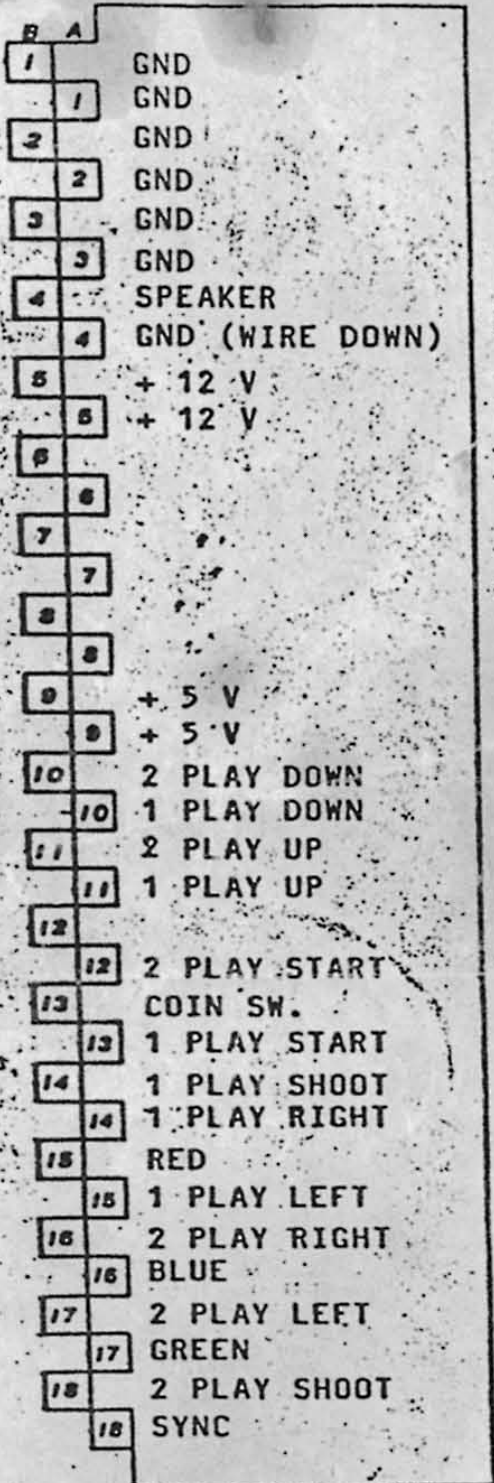 B A
1 GND
1 GND
2 GND
2 GND
3 GND
3 GND
4 SPEAKER
4 GND (WIRE DOWN)
5 + 12 V
5 + 12 V
6
6
7
7
8
8
9 + 5 V
9 + 5 V
10 2 PLAY DOWN
10 1 PLAY DOWN
11 2 PLAY UP
11 1 PLAY UP
12
12 2 PLAY START
13 COIN SW.
13 1 PLAY START
14 1 PLAY SHOOT
14 1 PLAY RIGHT
15 RED
15 1 PLAY LEFT
16 2 PLAY RIGHT
16 BLUE
17 2 PLAY LEFT
17 GREEN
18 2 PLAY SHOOT
18 SYNC